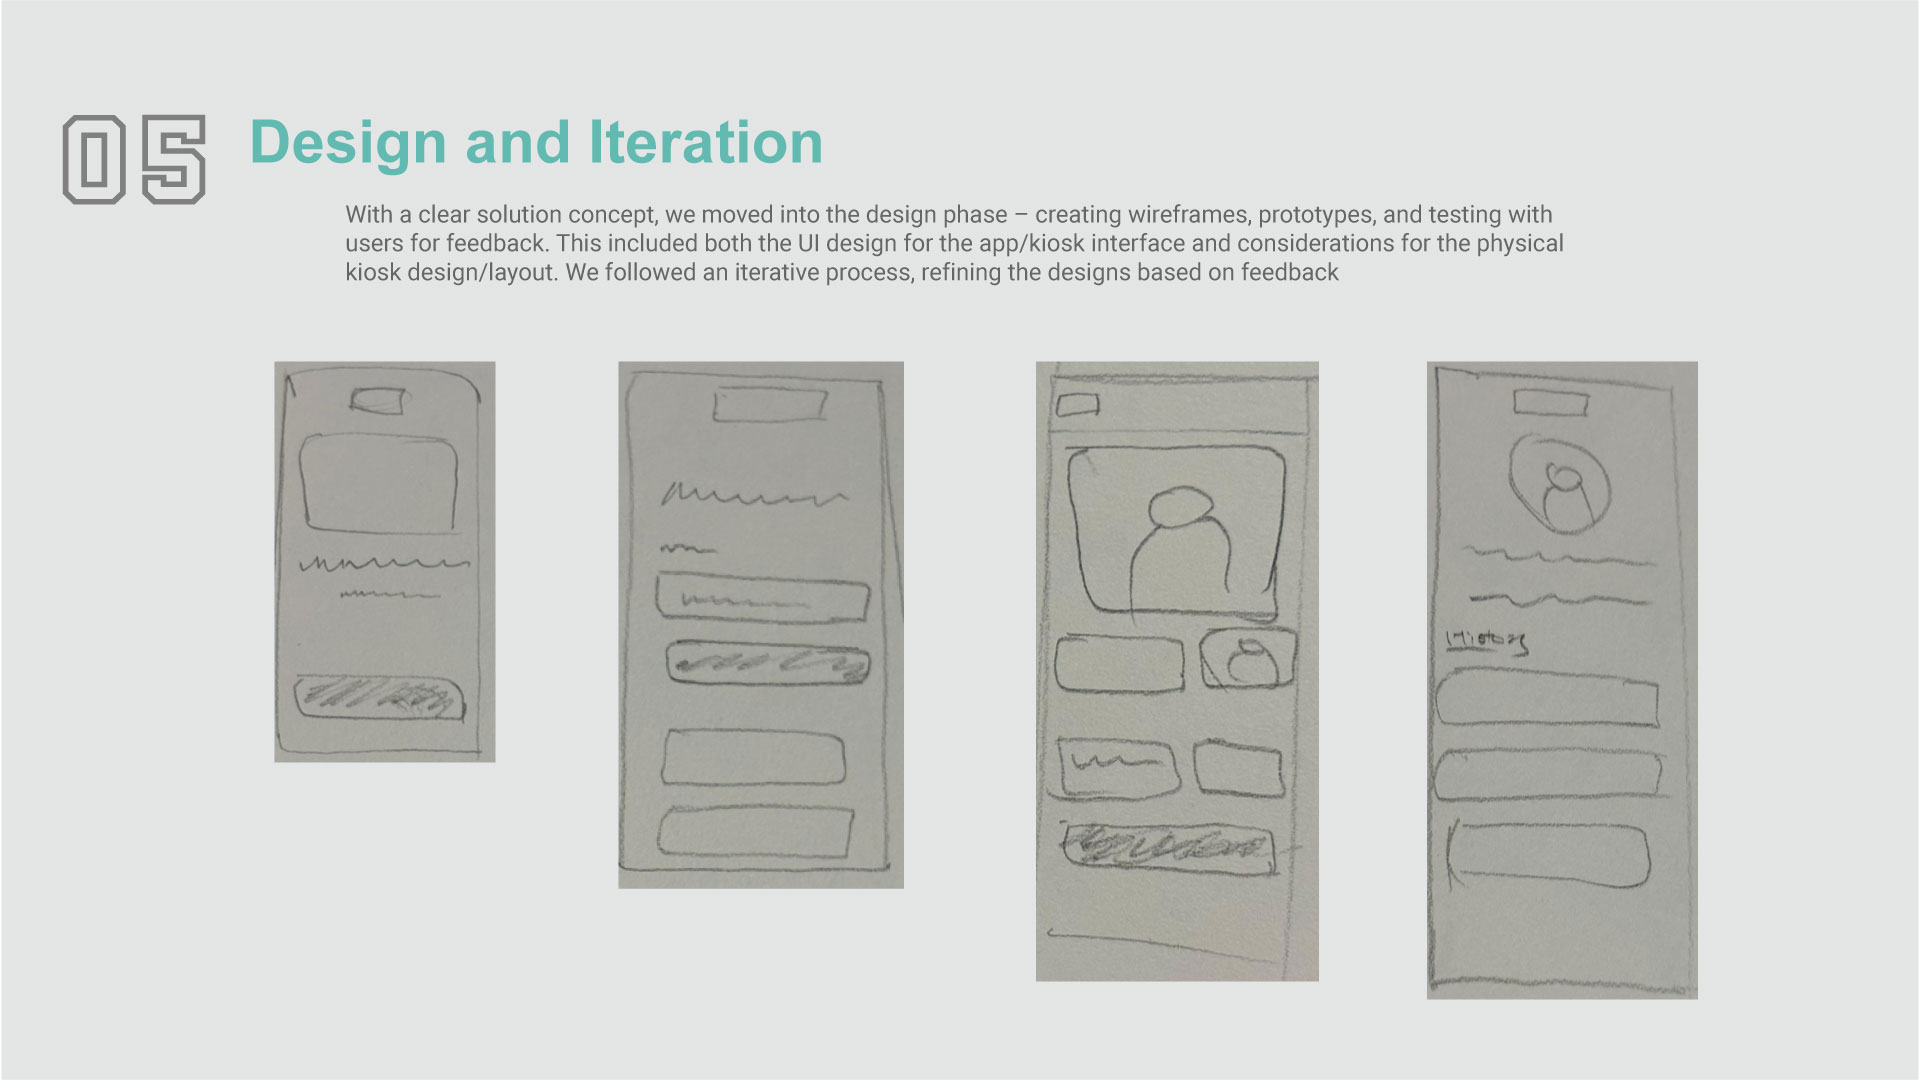 05
Design and Iteration
With a clear solution concept, we moved into the design phase – creating wireframes, prototypes, and testing with
users for feedback. This included both the UI design for the app/kiosk interface and considerations for the physical
kiosk design/layout. We followed an iterative process, refining the designs based on feedback
History